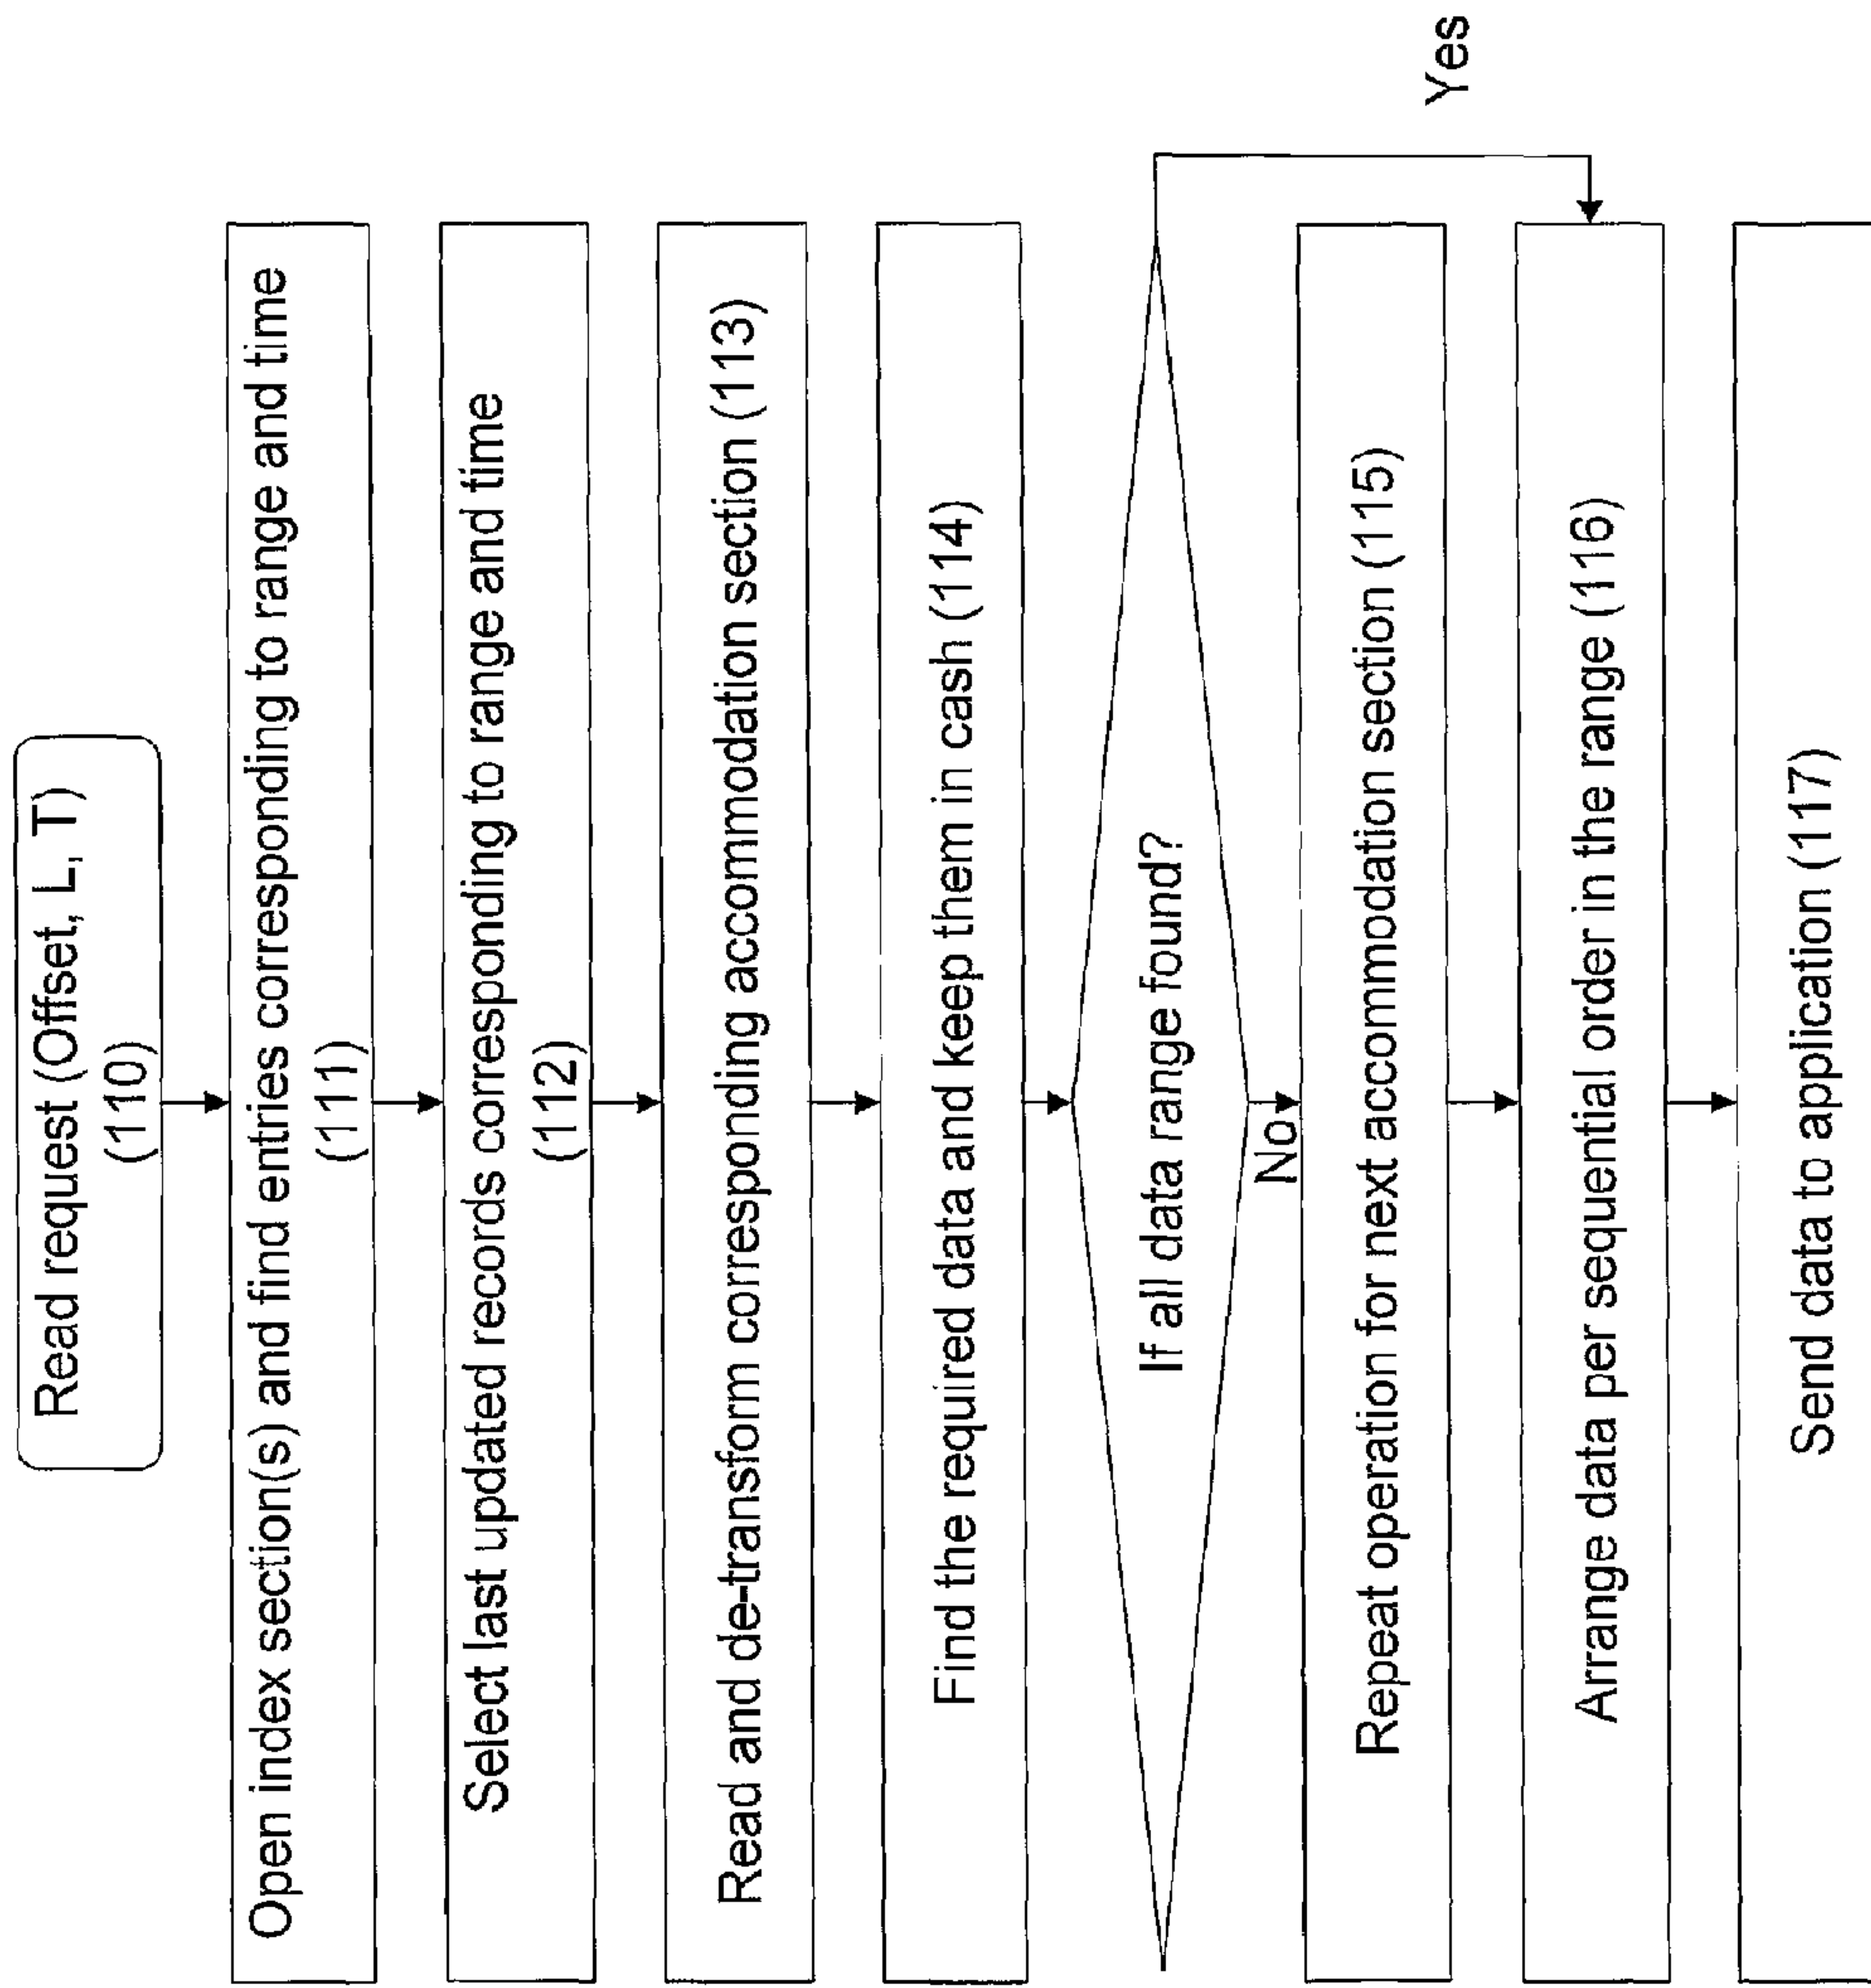 Read request (Offset, L, T)
(110)
Open index section(s) and find entries corresponding to range and time
(111)
Select last updated records corresponding to range and time
(112)
Read and de-transform corresponding accommodation section (113)
Find the required data and keep them in cash (114)
If all data range found?
Yes
No
Repeat operation for next accommodation section (115)
Arrange data per sequential order in the range (116)
Send data to application (117)